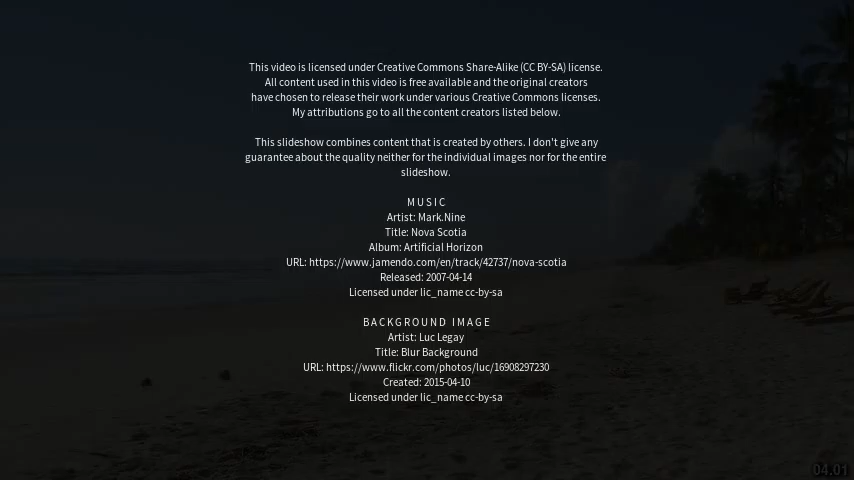 This video is licensed under Creative Commons Share-Alike (CC BY-SA) license.
All content used in this video is free available and the original creators
have chosen to release their work under various Creative Commons licenses.
My attributions go to all the content creators listed below.
This slideshow combines content that is created by others. I don't give any
guarantee about the quality neither for the individual images nor for the entire
slideshow.
MUSIC
Artist: Mark.Nine
Title: Nova Scotia
Album: Artificial Horizon
URL: https://www.jamendo.com/en/track/42737/nova-scotia
Released: 2007-04-14
Licensed under lic_name cc-by-sa
BACKGROUND IMAGE
Artist: Luc Legay
Title: Blur Background
URL: https://www.flickr.com/photos/luc/16908297230
Created: 2015-04-10
Licensed under lic_name cc-by-sa
04.01